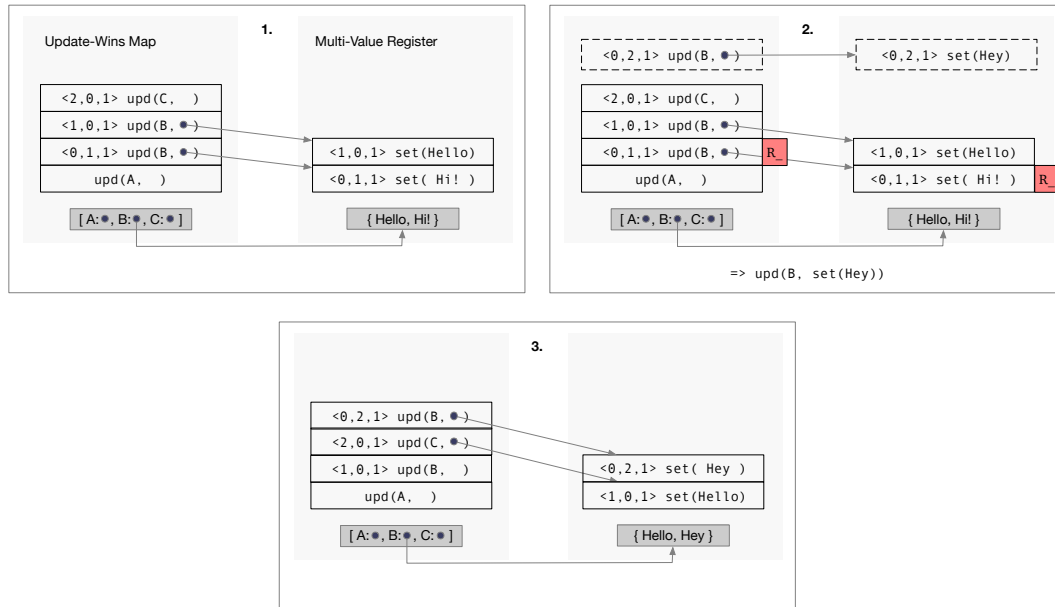 1.
Update-Wins Map
Multi-Value Register
<2,0,1> upd(C, )
<1,0,1> upd(B, )
<0,1,1> upd(B, )
upd(A, )
<1,0,1> set(Hello)
<0,1,1> set( Hi! )
[ A: , B: , C: ]
{ Hello, Hi! }
2.
<0,2,1> upd(B, )
<0,2,1> set(Hey)
<2,0,1> upd(C, )
<1,0,1> upd(B, )
<0,1,1> upd(B, )
R_
upd(A, )
<1,0,1> set(Hello)
<0,1,1> set( Hi! )
R_
[ A: , B: , C: ]
{ Hello, Hi! }
=> upd(B, set(Hey))
3.
<0,2,1> upd(B, )
<2,0,1> upd(C, )
<1,0,1> upd(B, )
upd(A, )
<0,2,1> set( Hey )
<1,0,1> set(Hello)
[ A: , B: , C: ]
{ Hello, Hey }